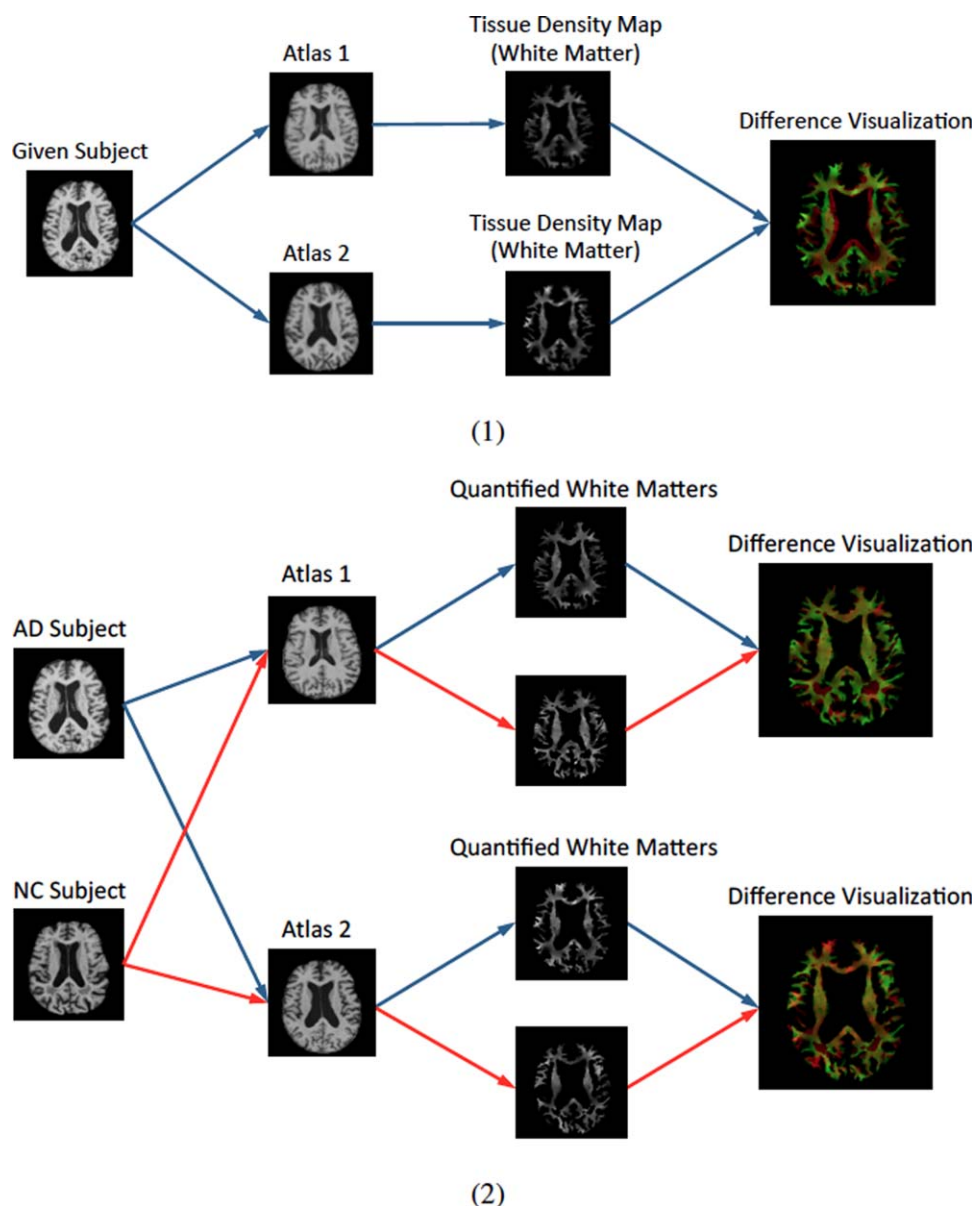 Tissue Density Map
(White Matter)
Atlas 1
Difference Visualization
Given Subject
Tissue Density Map
(White Matter)
Atlas 2
(1)
Quantified White Matters
Difference Visualization
Atlas 1
AD Subject
Quantified White Matters
Difference Visualization
NC Subject
Atlas 2
(2)